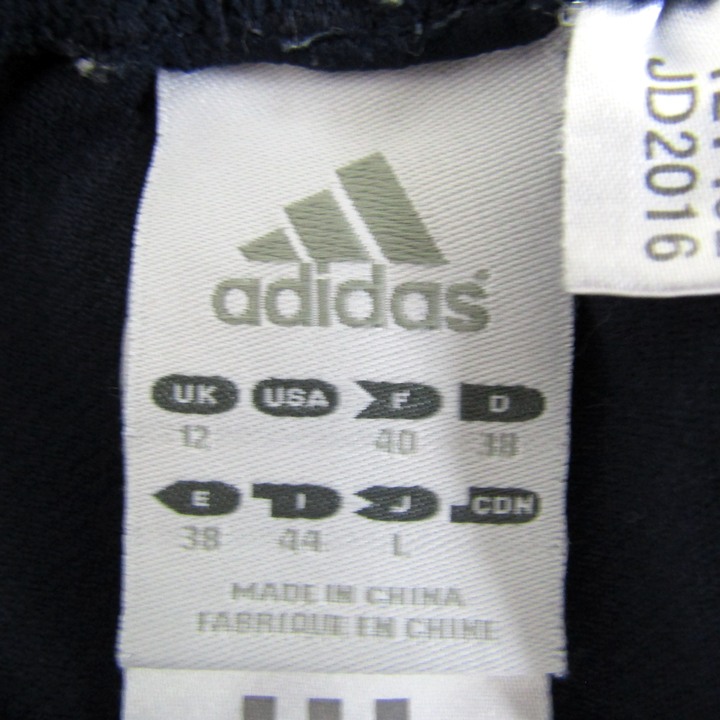 adidas
UK USA F D
12 40 38
E I J CDN
38 44 L
MADE IN CHINA
FABRIQUE EN CHINE
JD2016